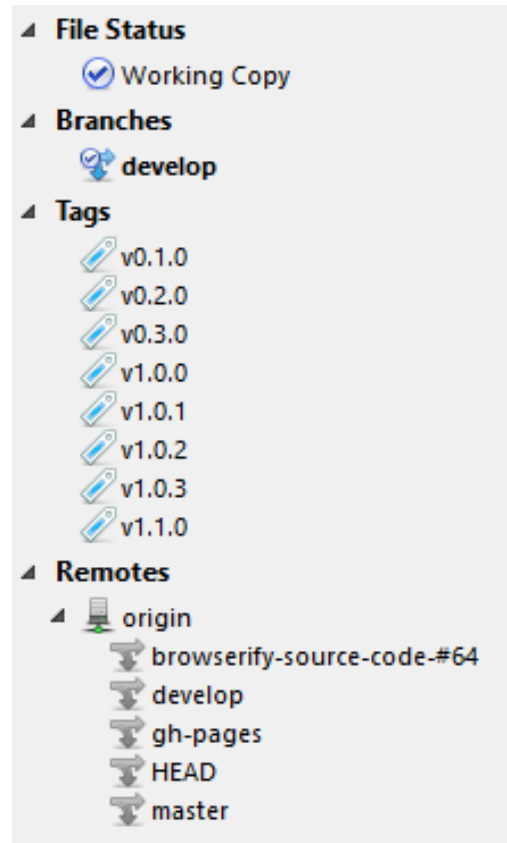 File Status
Working Copy
Branches
develop
Tags
v0.1.0
v0.2.0
v0.3.0
v1.0.0
v1.0.1
v1.0.2
v1.0.3
v1.1.0
Remotes
origin
browserify-source-code-#64
develop
gh-pages
HEAD
master